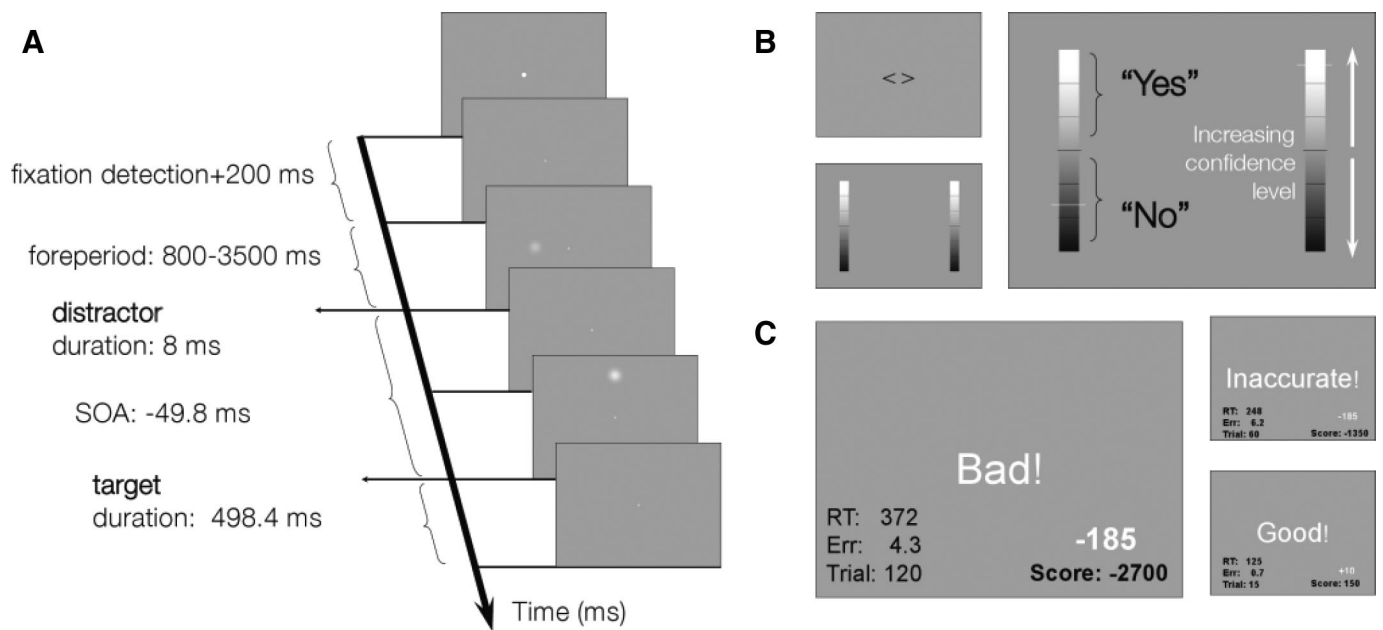 A
fixation detection+200 ms
foreperiod: 800-3500 ms
distractor
duration: 8 ms
SOA: -49.8 ms
target
duration: 498.4 ms
Time (ms)
B
< >
“Yes”
“No”
Increasing
confidence
level
C
Bad!
RT: 372
Err: 4.3
Trial: 120
-185
Score: -2700
Inaccurate!
RT: 248
Err: 6.2
Trial: 60
-185
Score: -1350
Good!
RT: 125
Err: 0.7
Trial: 15
+10
Score: 150